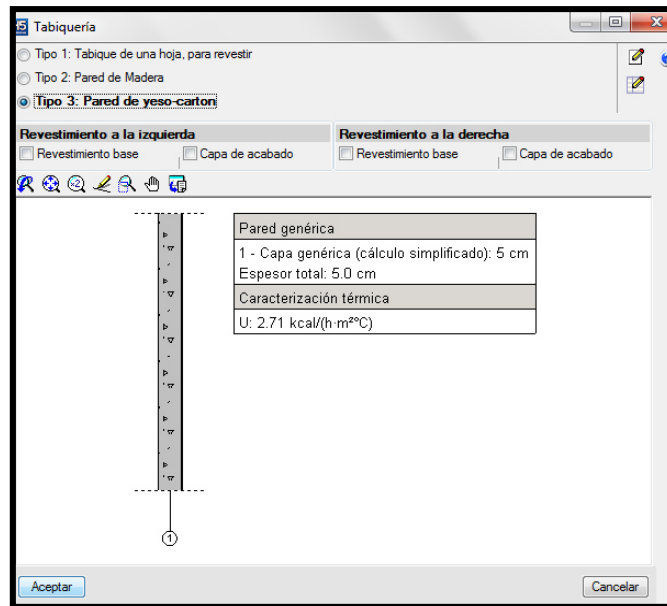 Tabiquería
Tipo 1: Tabique de una hoja, para revestir
Tipo 2: Pared de Madera
Tipo 3: Pared de yeso-carton
Revestimiento a la izquierda
Revestimiento base Capa de acabado
Revestimiento a la derecha
Revestimiento base Capa de acabado
Pared genérica
1 - Capa genérica (cálculo simplificado): 5 cm
Espesor total: 5.0 cm
Caracterización térmica
U: 2.71 kcal/(h·m²°C)
1
Aceptar
Cancelar